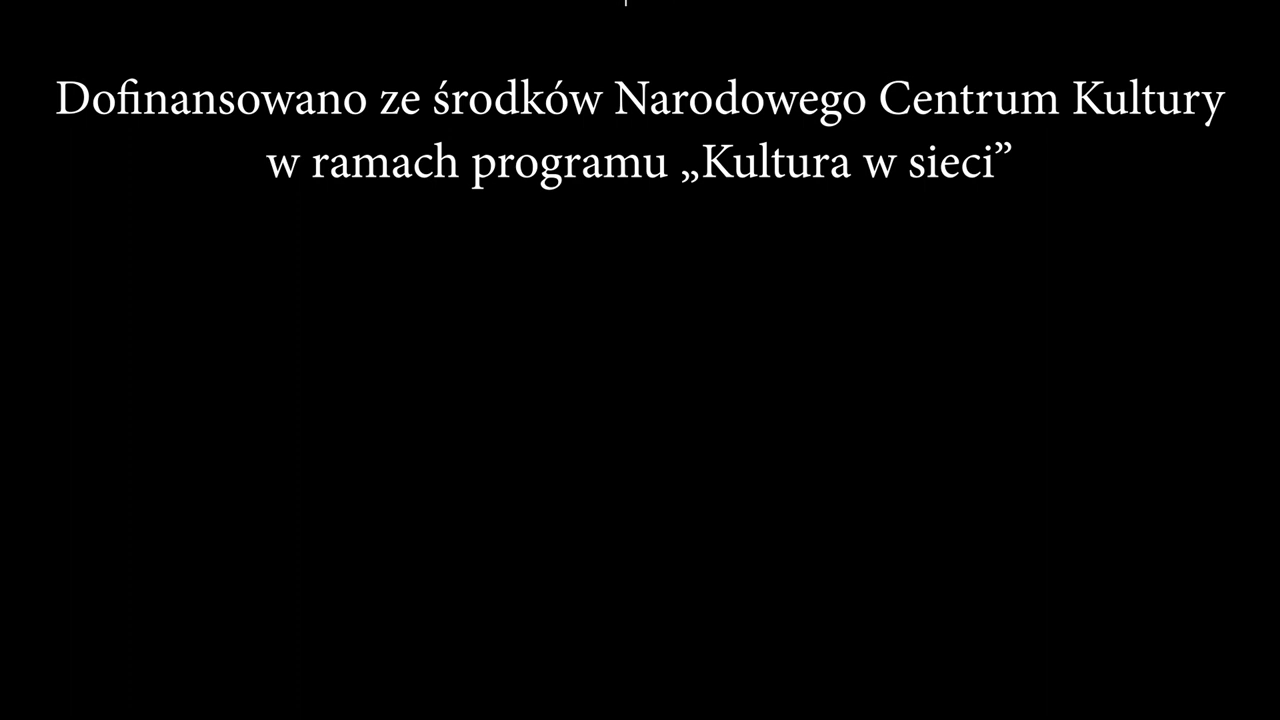 Dofinansowano ze środków Narodowego Centrum Kultury
w ramach programu „Kultura w sieci”